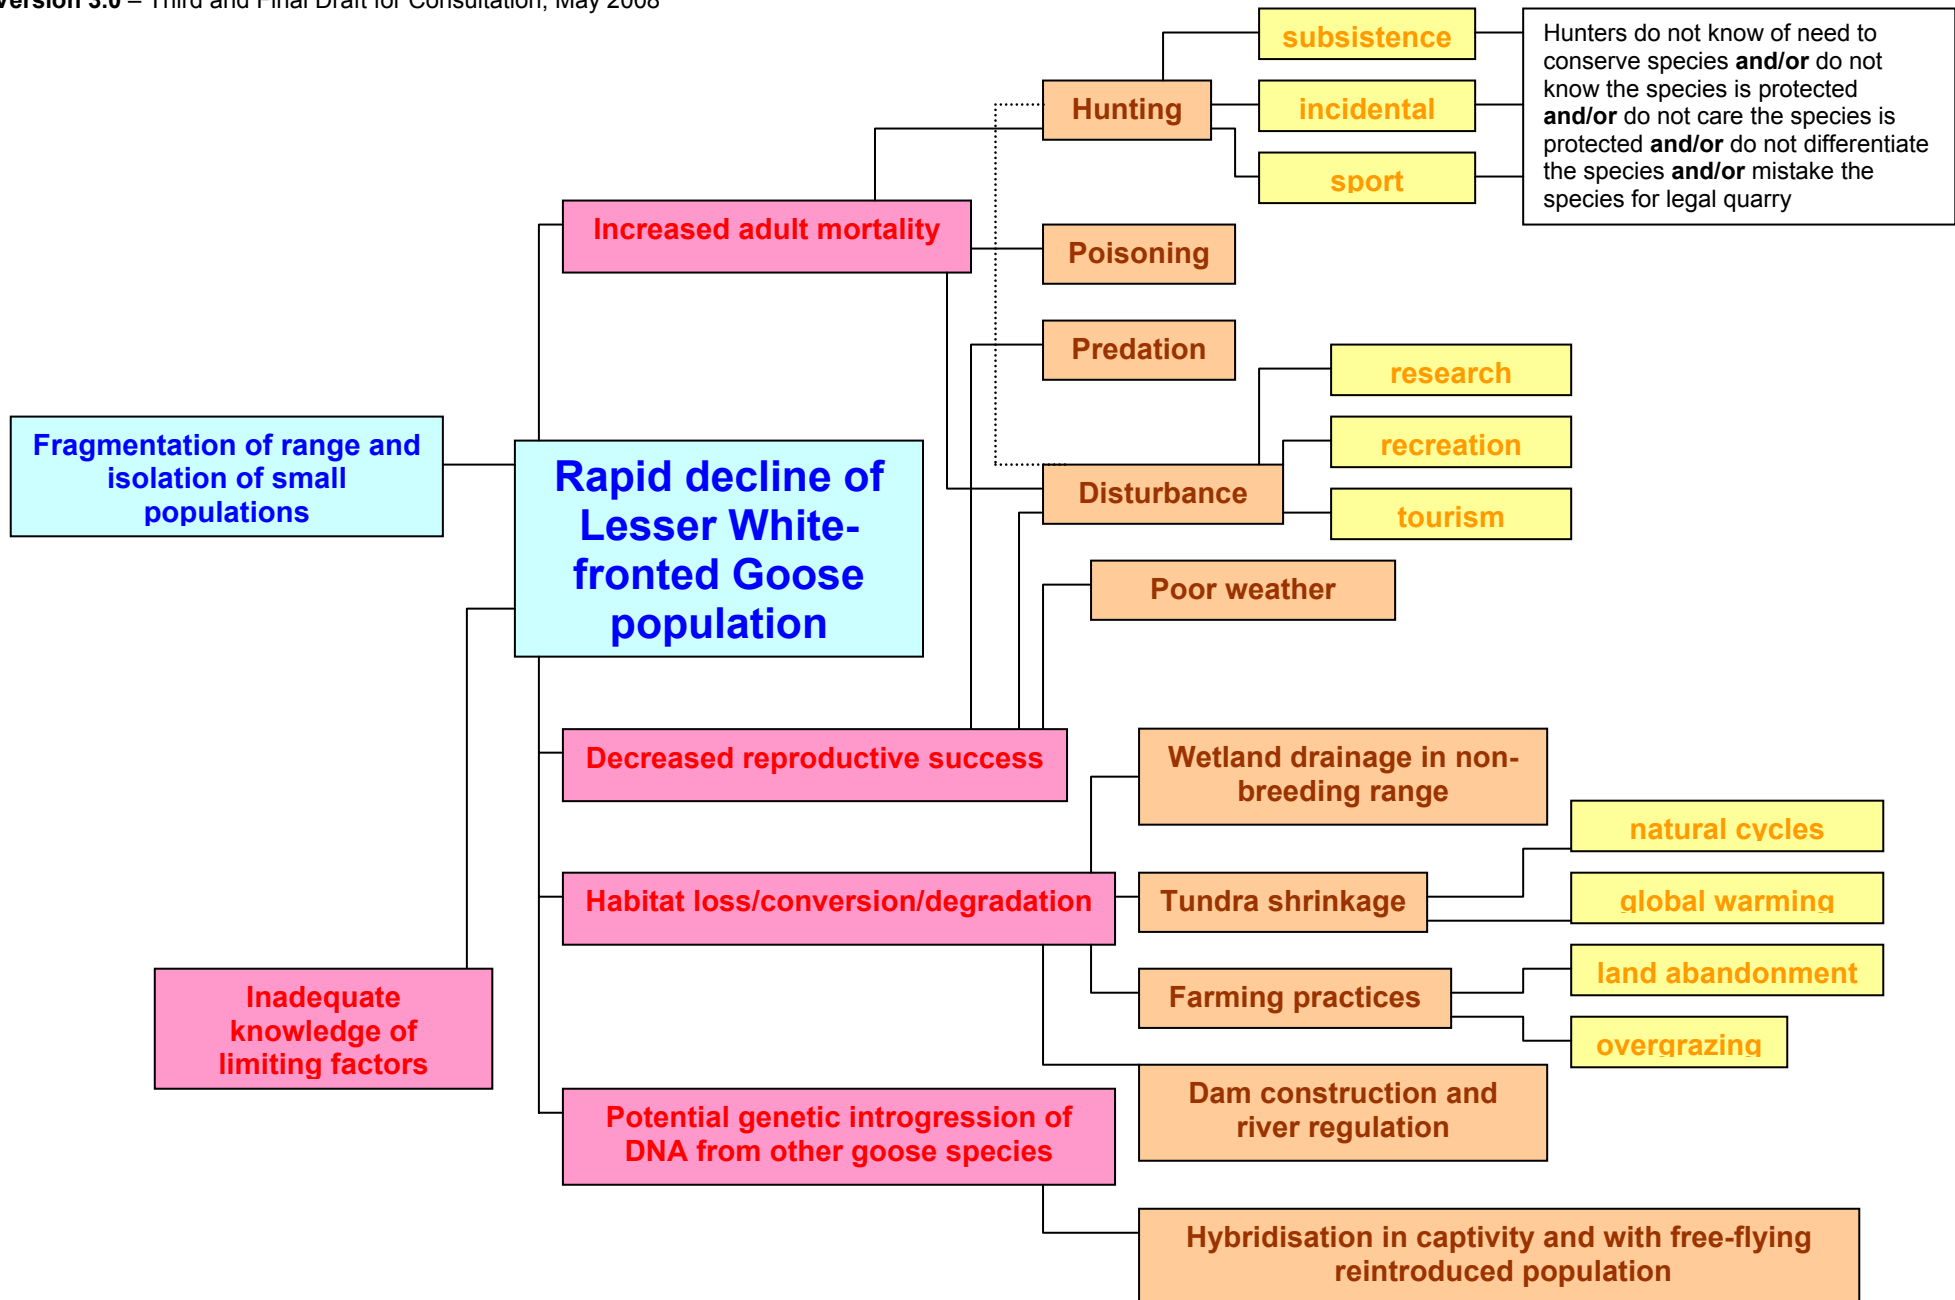 Version 3.0 – Third and Final Draft for Consultation, May 2008
subsistence
Hunters do not know of need to
conserve species and/or do not
know the species is protected
and/or do not care the species is
protected and/or do not differentiate
the species and/or mistake the
species for legal quarry
Hunting
incidental
sport
Increased adult mortality
Poisoning
Predation
research
recreation
Disturbance
tourism
Fragmentation of range and
isolation of small
populations
Rapid decline of
Lesser White-
fronted Goose
population
Poor weather
Decreased reproductive success
Wetland drainage in non-
breeding range
natural cycles
Habitat loss/conversion/degradation
Tundra shrinkage
global warming
land abandonment
Farming practices
overgrazing
Inadequate
knowledge of
limiting factors
Dam construction and
river regulation
Potential genetic introgression of
DNA from other goose species
Hybridisation in captivity and with free-flying
reintroduced population